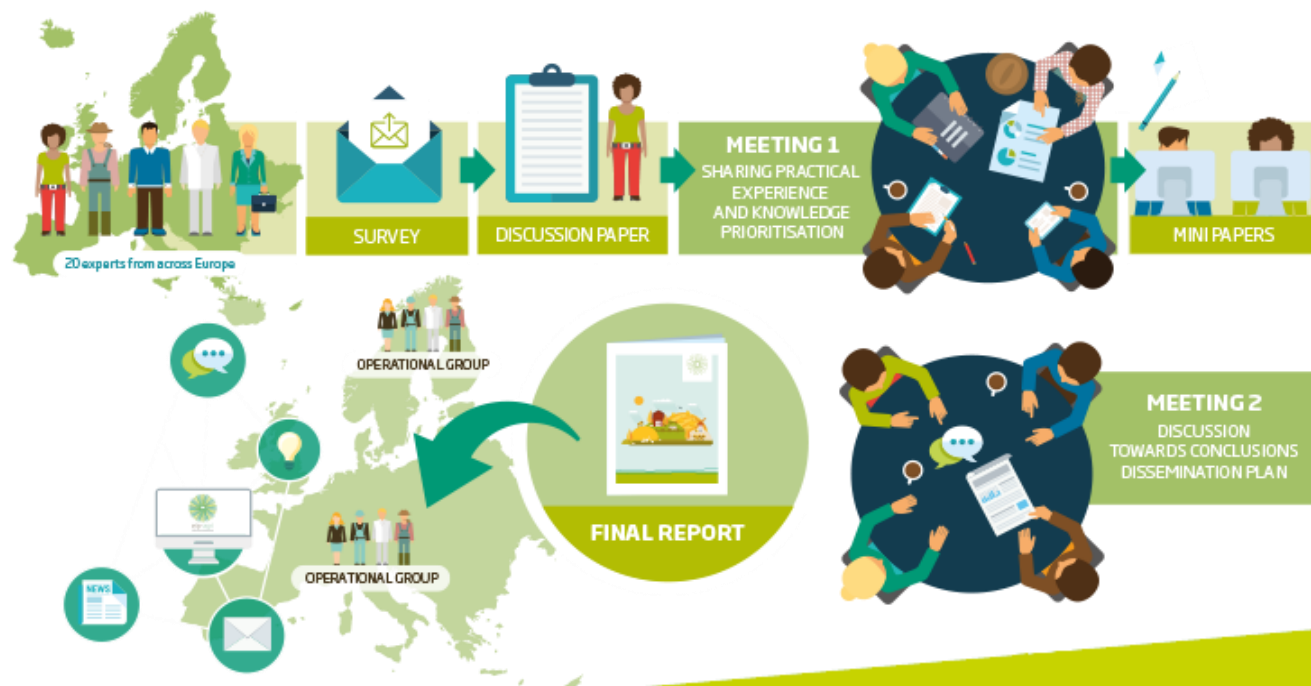 20 experts from across Europe
SURVEY
DISCUSSION PAPER
MEETING 1
SHARING PRACTICAL
EXPERIENCE
AND KNOWLEDGE
PRIORITISATION
MINI PAPERS
OPERATIONAL GROUP
OPERATIONAL GROUP
NEWS
FINAL REPORT
MEETING 2
DISCUSSION
TOWARDS CONCLUSIONS
DISSEMINATION PLAN